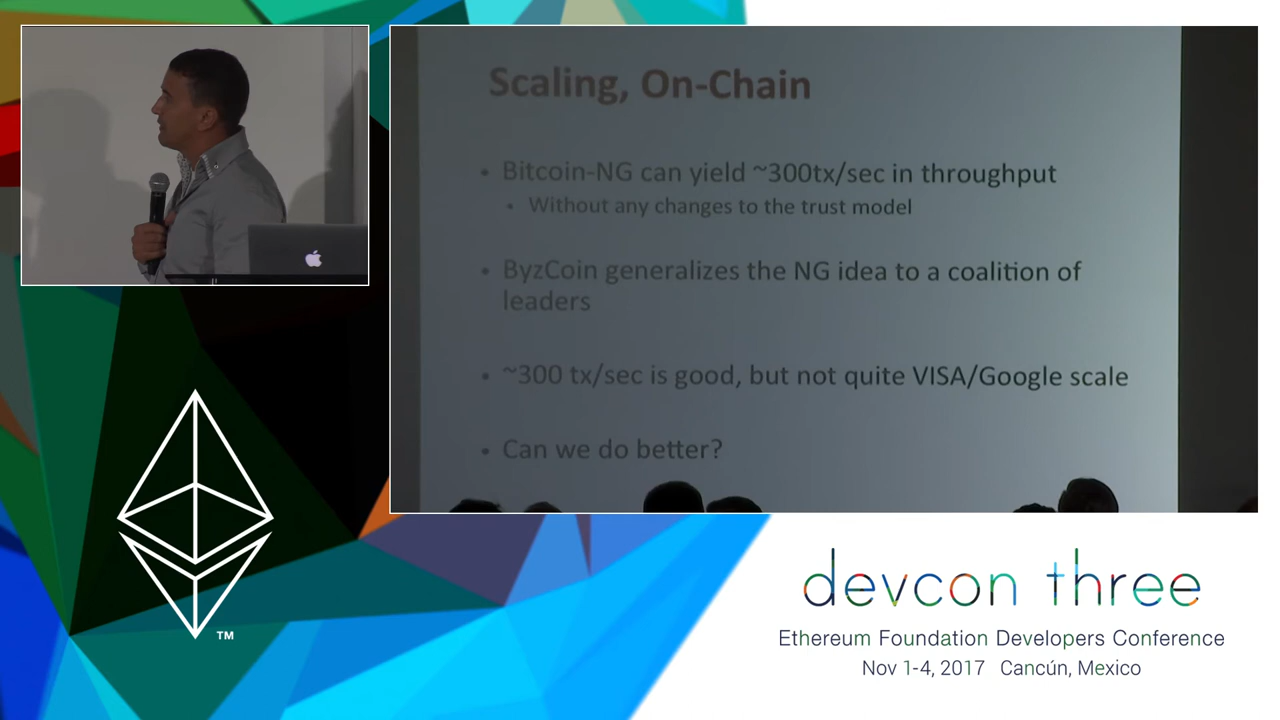 Scaling, On-Chain
• Bitcoin-NG can yield ~300tx/sec in throughput
• Without any changes to the trust model
• ByzCoin generalizes the NG idea to a coalition of
leaders
• ~300 tx/sec is good, but not quite VISA/Google scale
• Can we do better?
TM
devcon three
Ethereum Foundation Developers Conference
Nov 1-4, 2017 Cancún, Mexico